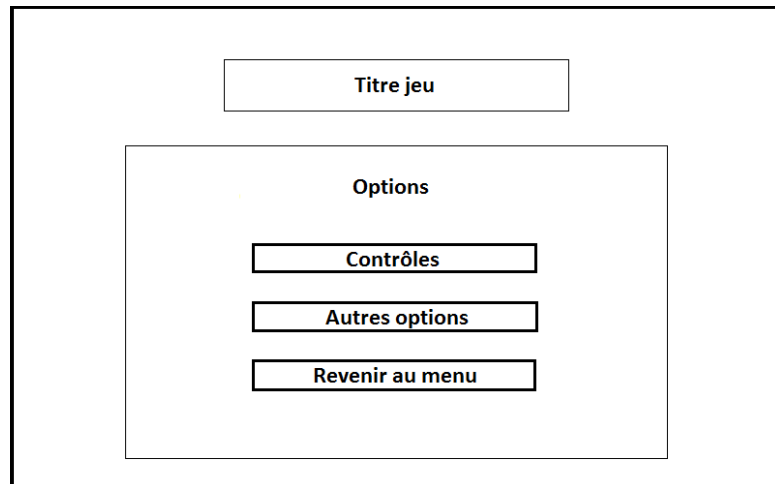 Titre jeu
Options
Contrôles
Autres options
Revenir au menu